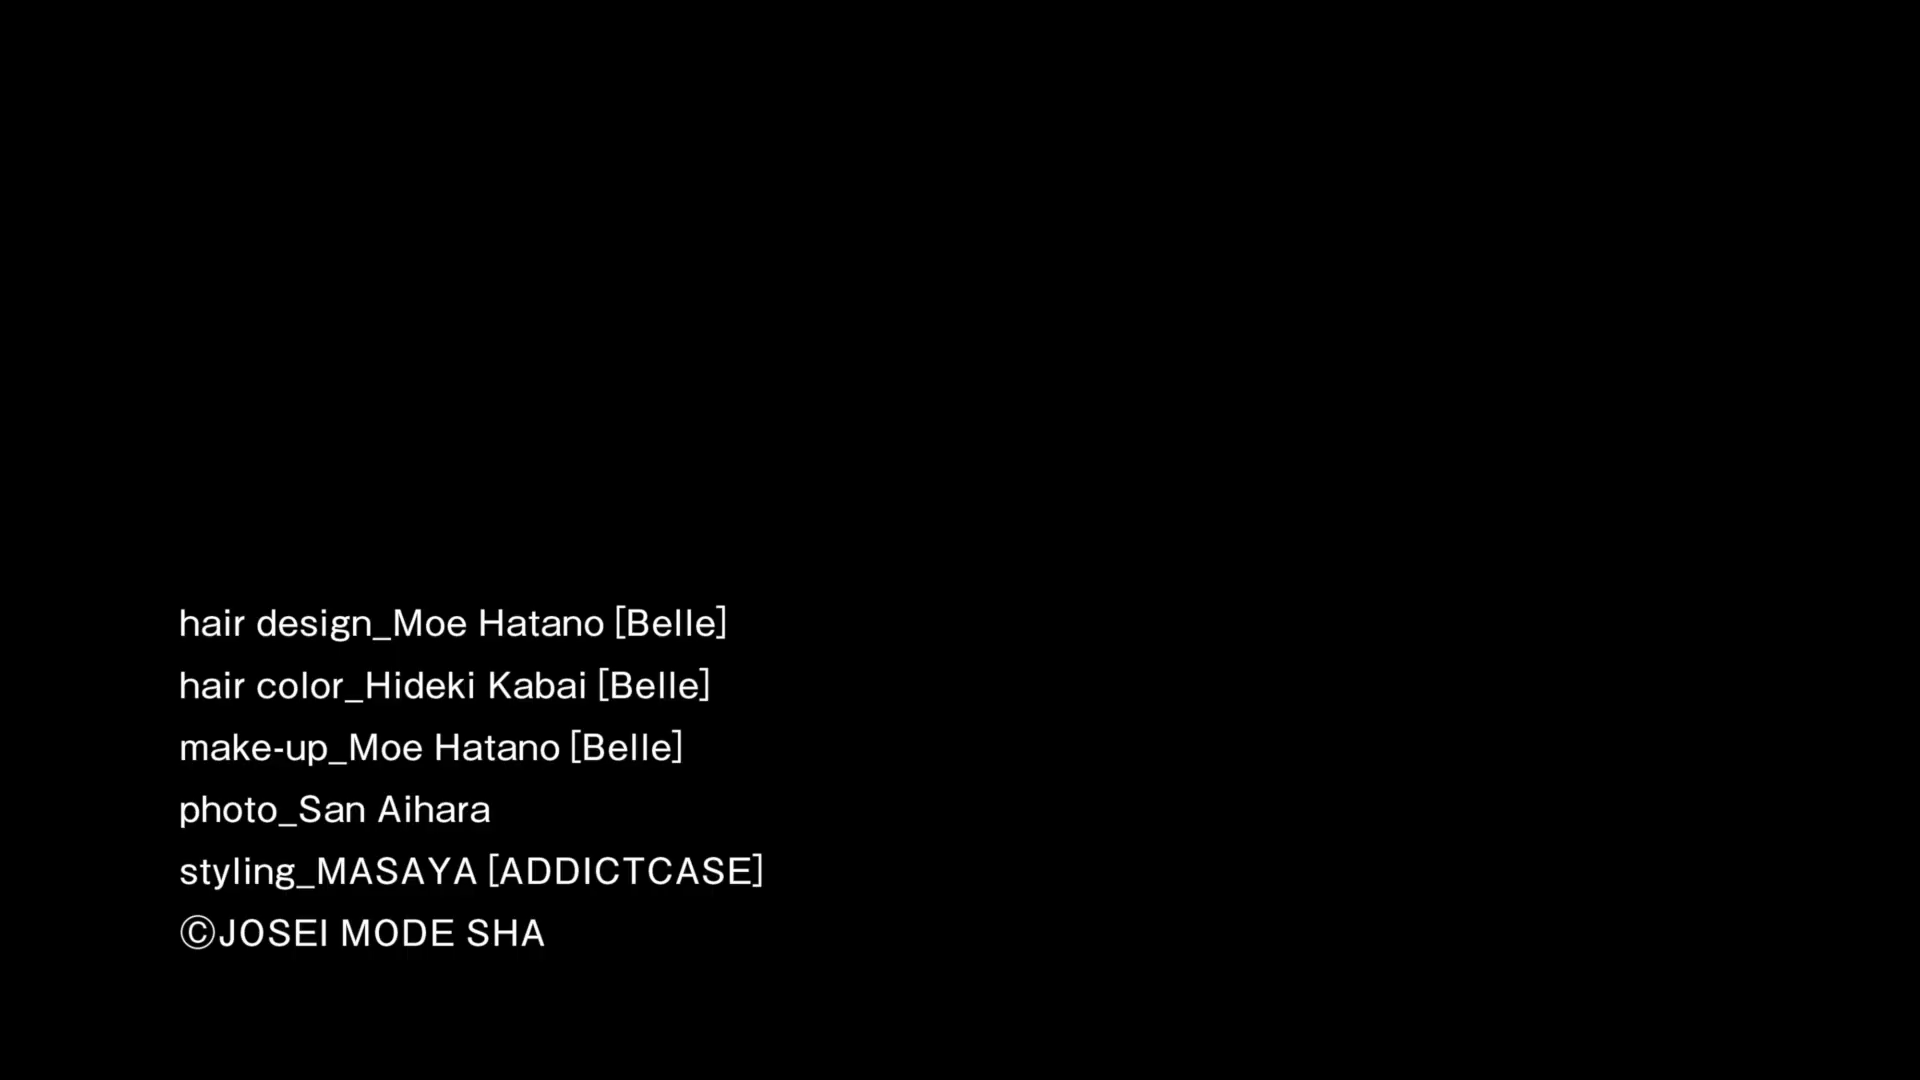 hair design_Moe Hatano [Belle]
hair color_Hideki Kabai [Belle]
make-up_Moe Hatano [Belle]
photo_San Aihara
styling_MASAYA [ADDICTCASE]
©JOSEI MODE SHA